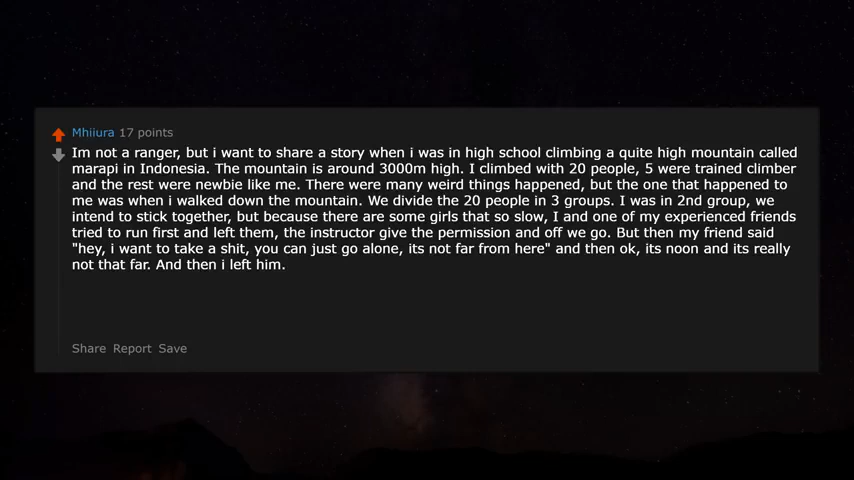 Mhiiura 17 points
Im not a ranger, but i want to share a story when i was in high school climbing a quite high mountain called
marapi in Indonesia. The mountain is around 3000m high. I climbed with 20 people, 5 were trained climber
and the rest were newbie like me. There were many weird things happened, but the one that happened to
me was when i walked down the mountain. We divide the 20 people in 3 groups. I was in 2nd group, we
intend to stick together, but because there are some girls that so slow, I and one of my experienced friends
tried to run first and left them, the instructor give the permission and off we go. But then my friend said
"hey, i want to take a shit, you can just go alone, its not far from here" and then ok, its noon and its really
not that far. And then i left him.
Share Report Save